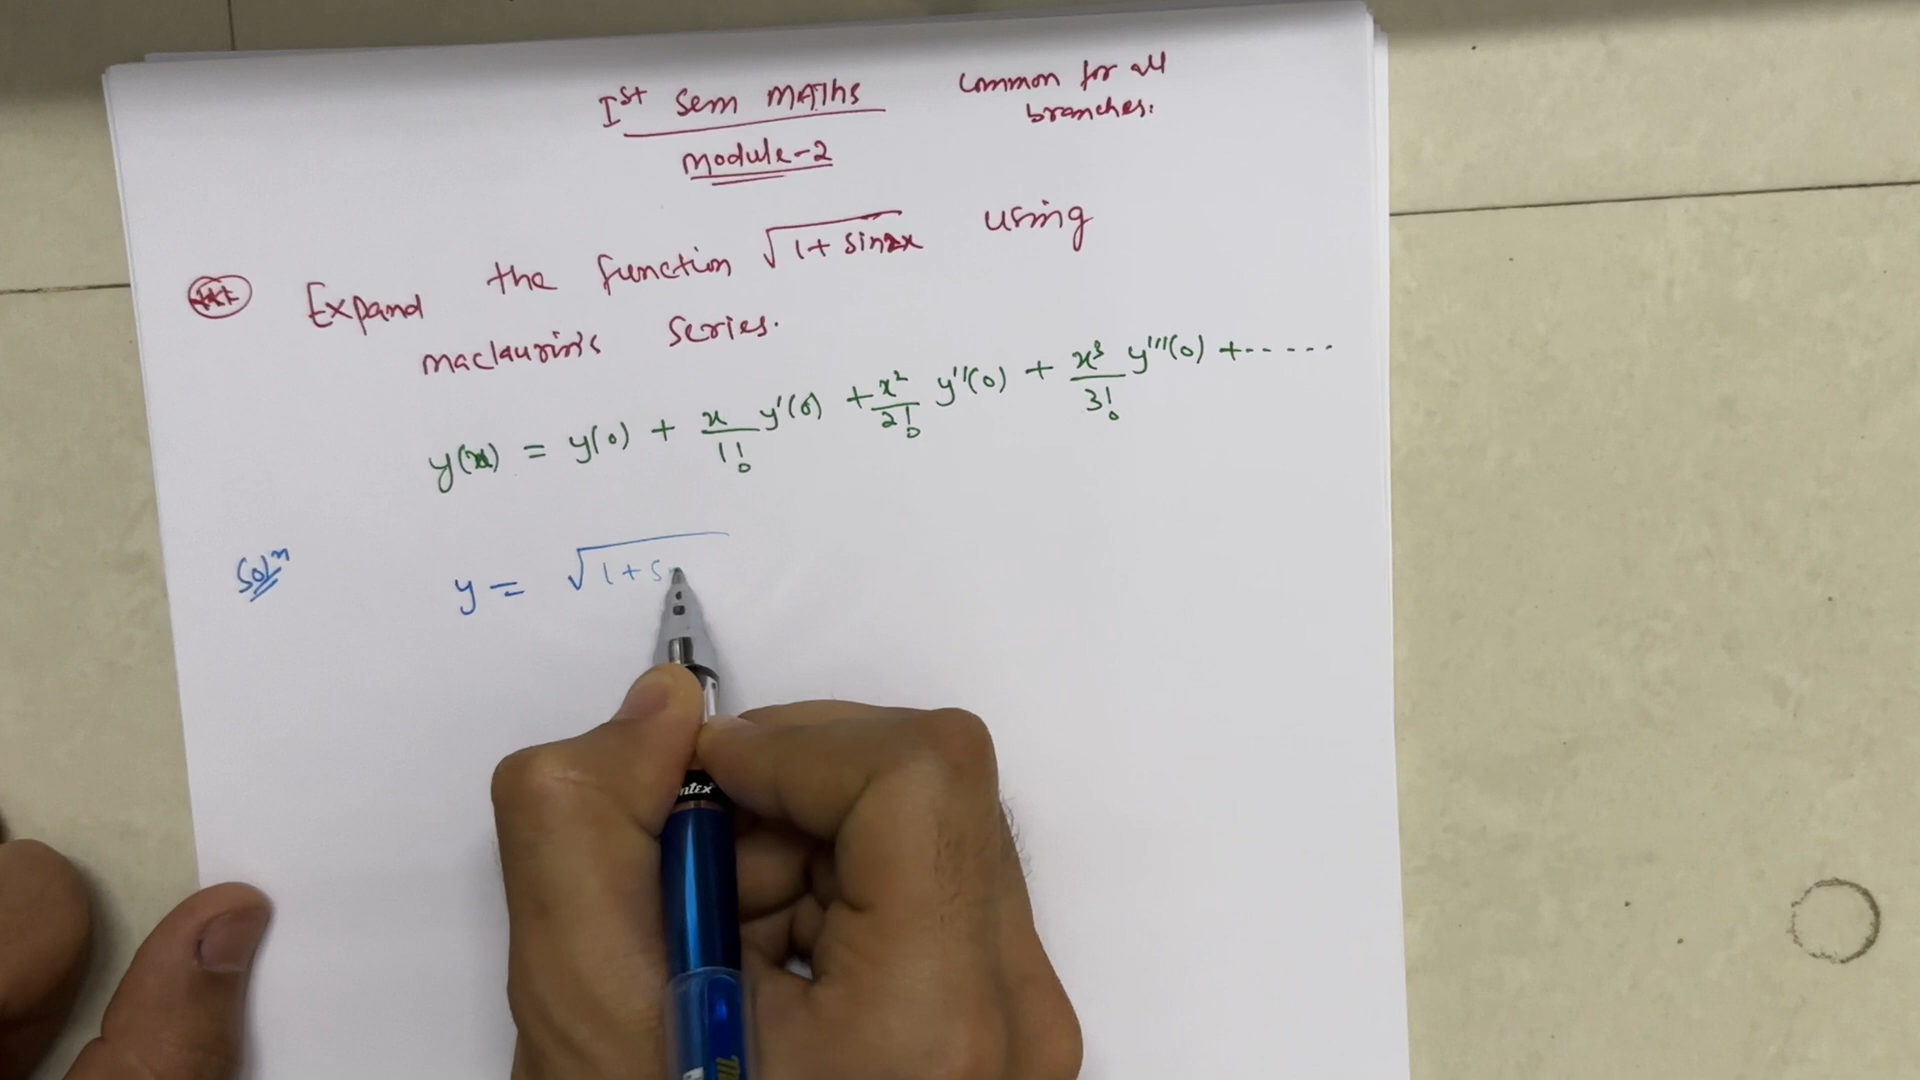 Ist Sem MAThs
Common for all
branches.
Module-2
Expand the function √1+ sin2x using
maclaurin's series.
y(x) = y(0) + x/1! y'(0) + x²/2! y''(0) + x³/3! y'''(0) +······
Solⁿ y = √1+ s
ntex